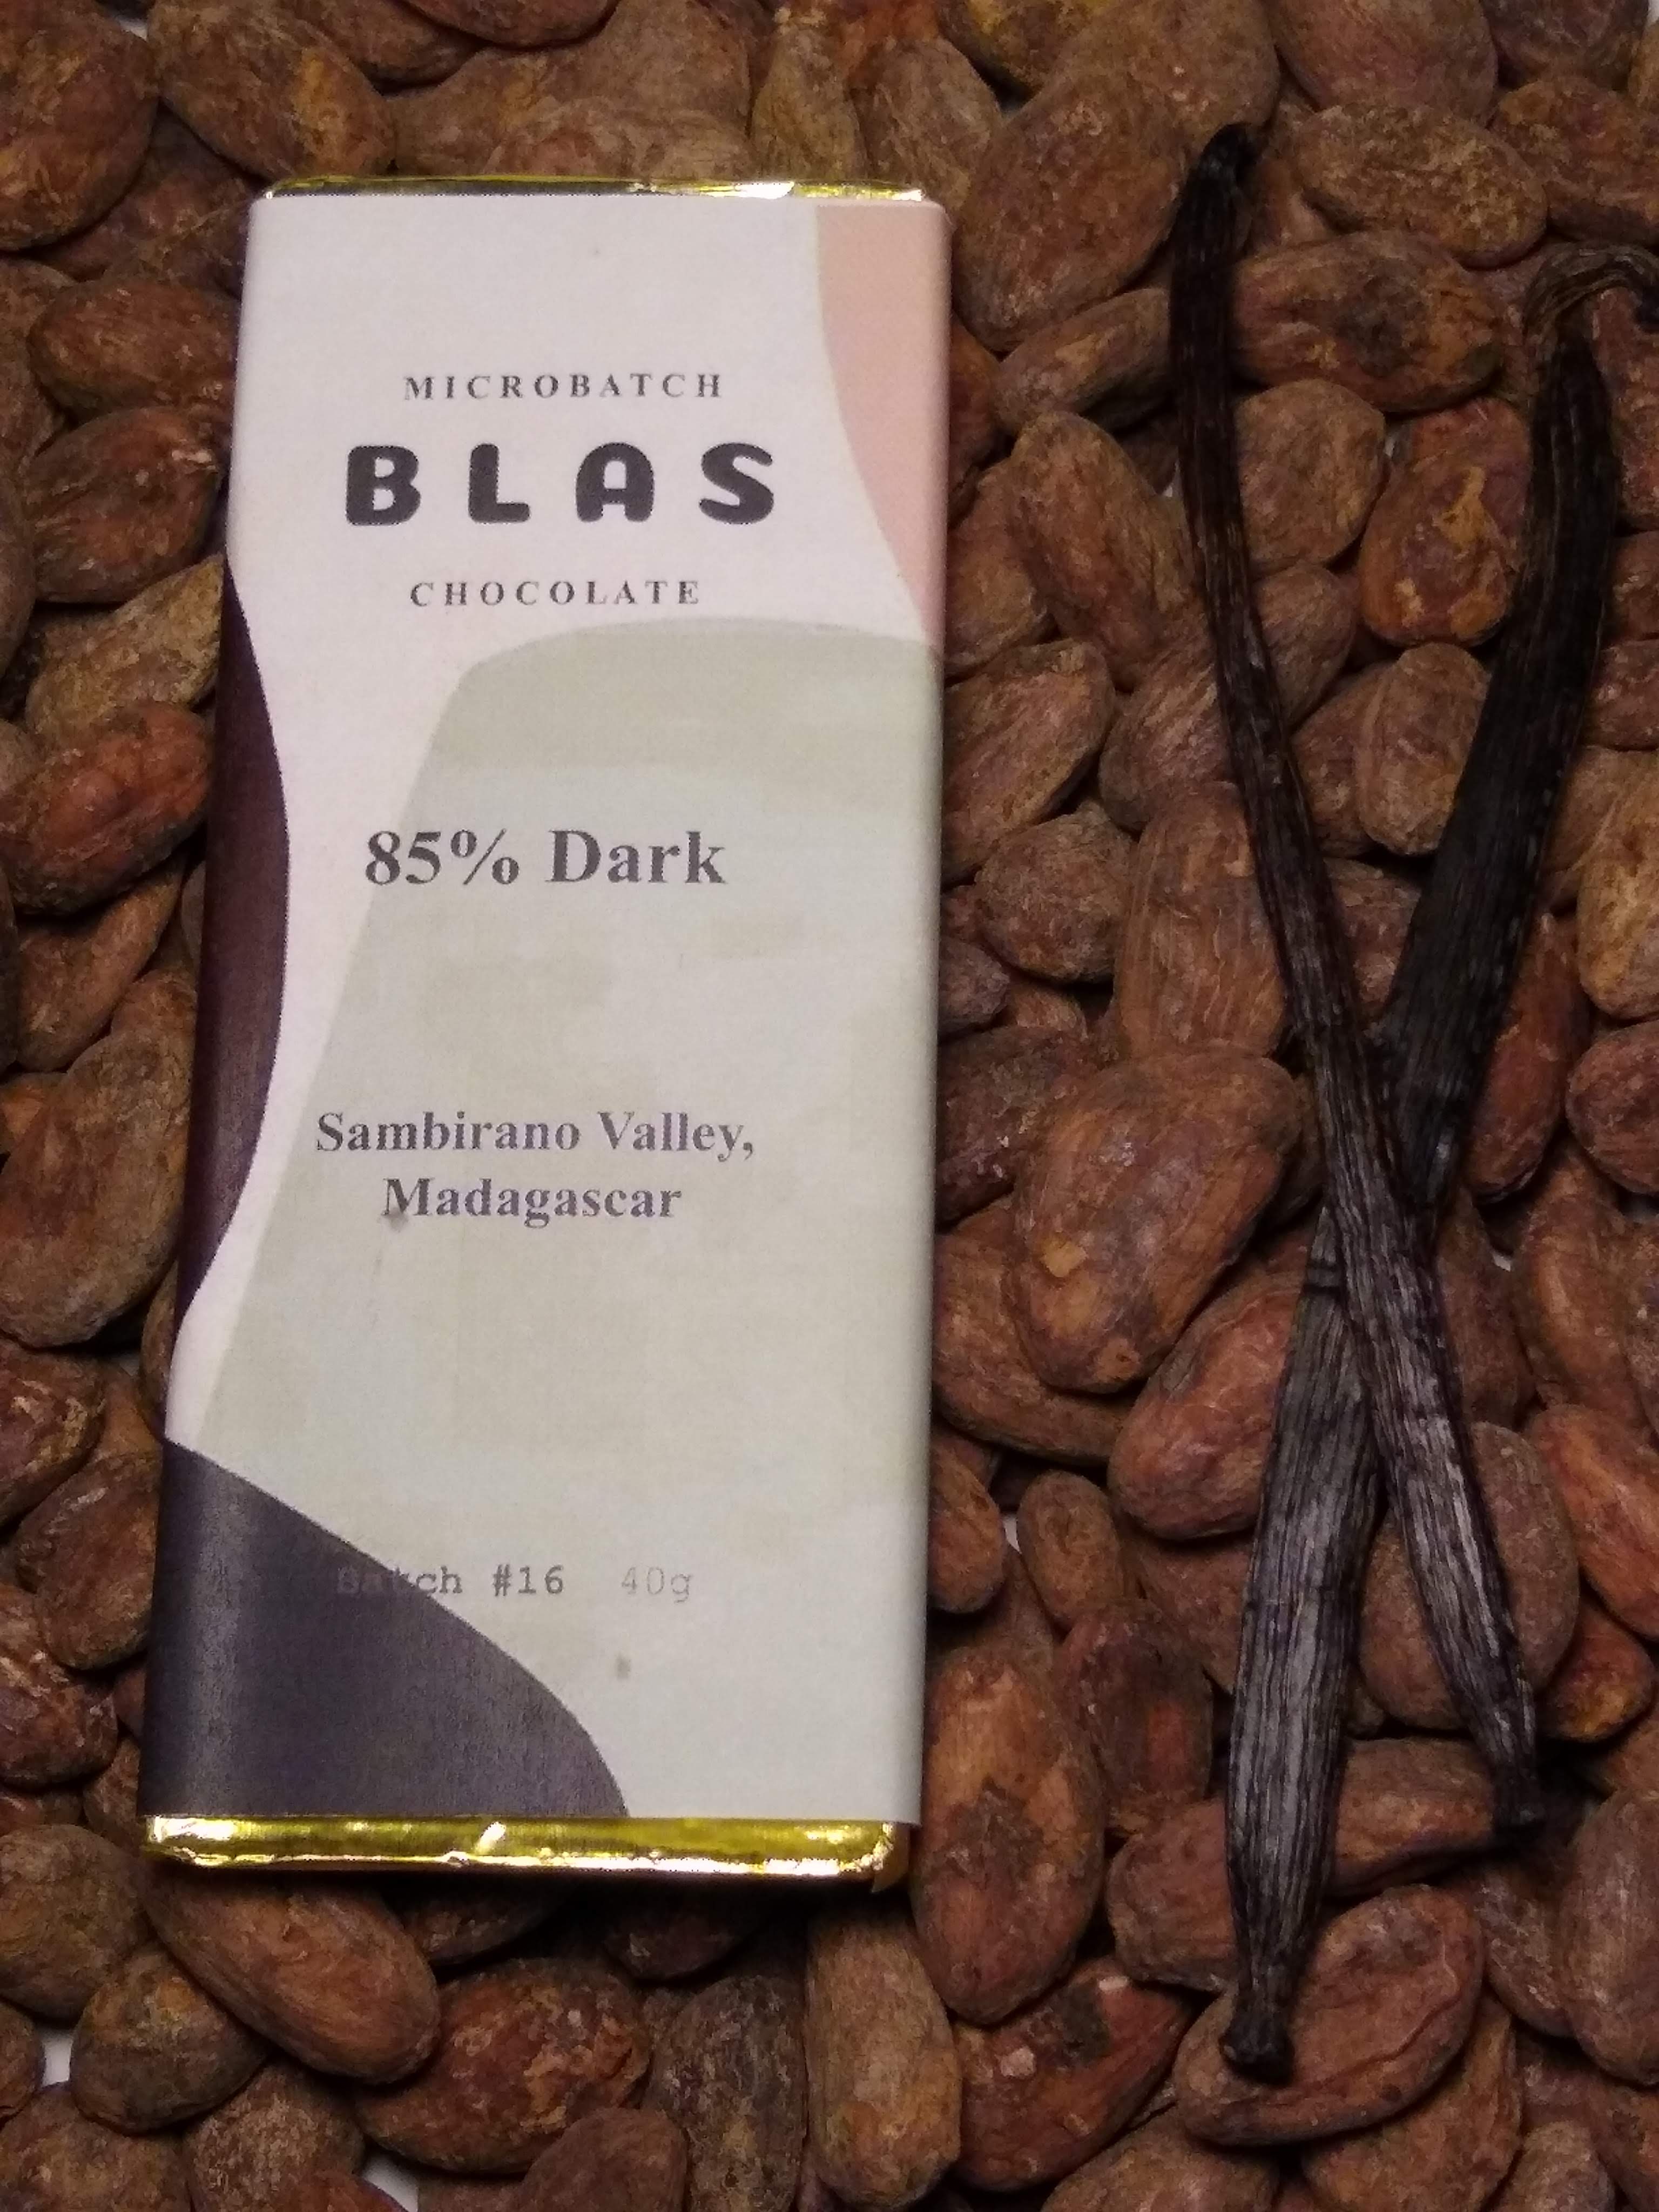 MICROBATCH
BLAS
CHOCOLATE
85% Dark
Sambirano Valley,
Madagascar
Batch #16 40g